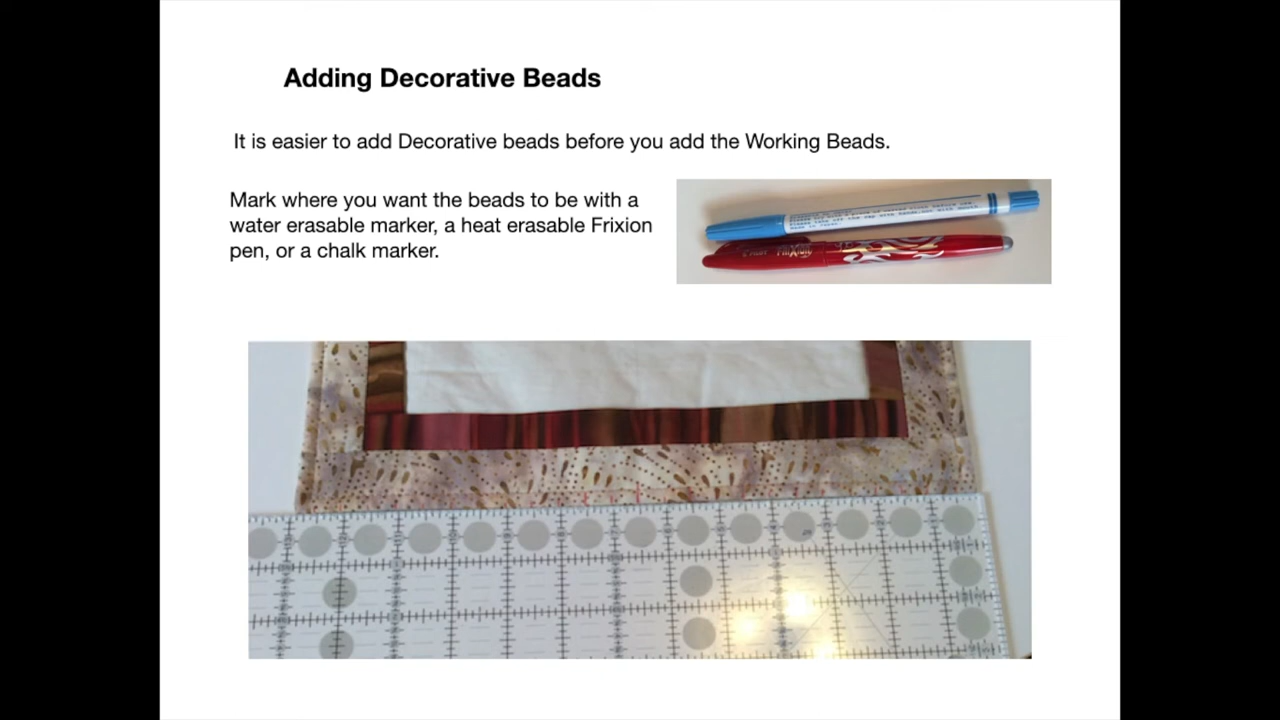 Adding Decorative Beads
It is easier to add Decorative beads before you add the Working Beads.
Mark where you want the beads to be with a
water erasable marker, a heat erasable Frixion
pen, or a chalk marker.
FriXion